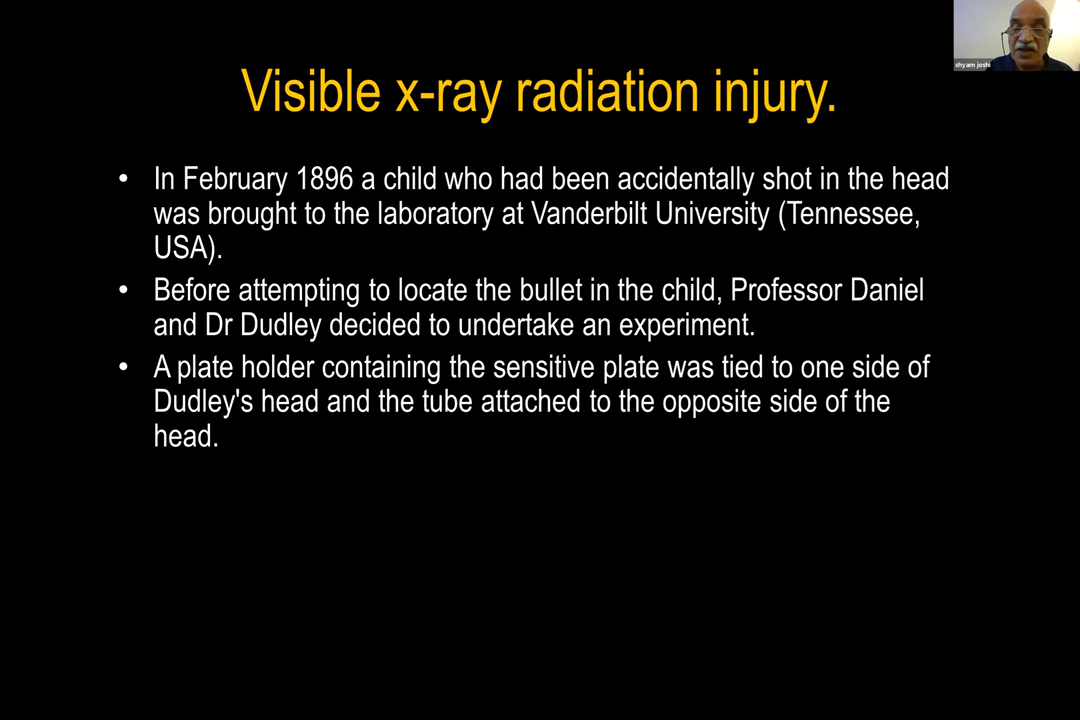 shyam joshi
Visible x-ray radiation injury.
• In February 1896 a child who had been accidentally shot in the head
was brought to the laboratory at Vanderbilt University (Tennessee,
USA).
• Before attempting to locate the bullet in the child, Professor Daniel
and Dr Dudley decided to undertake an experiment.
• A plate holder containing the sensitive plate was tied to one side of
Dudley's head and the tube attached to the opposite side of the
head.